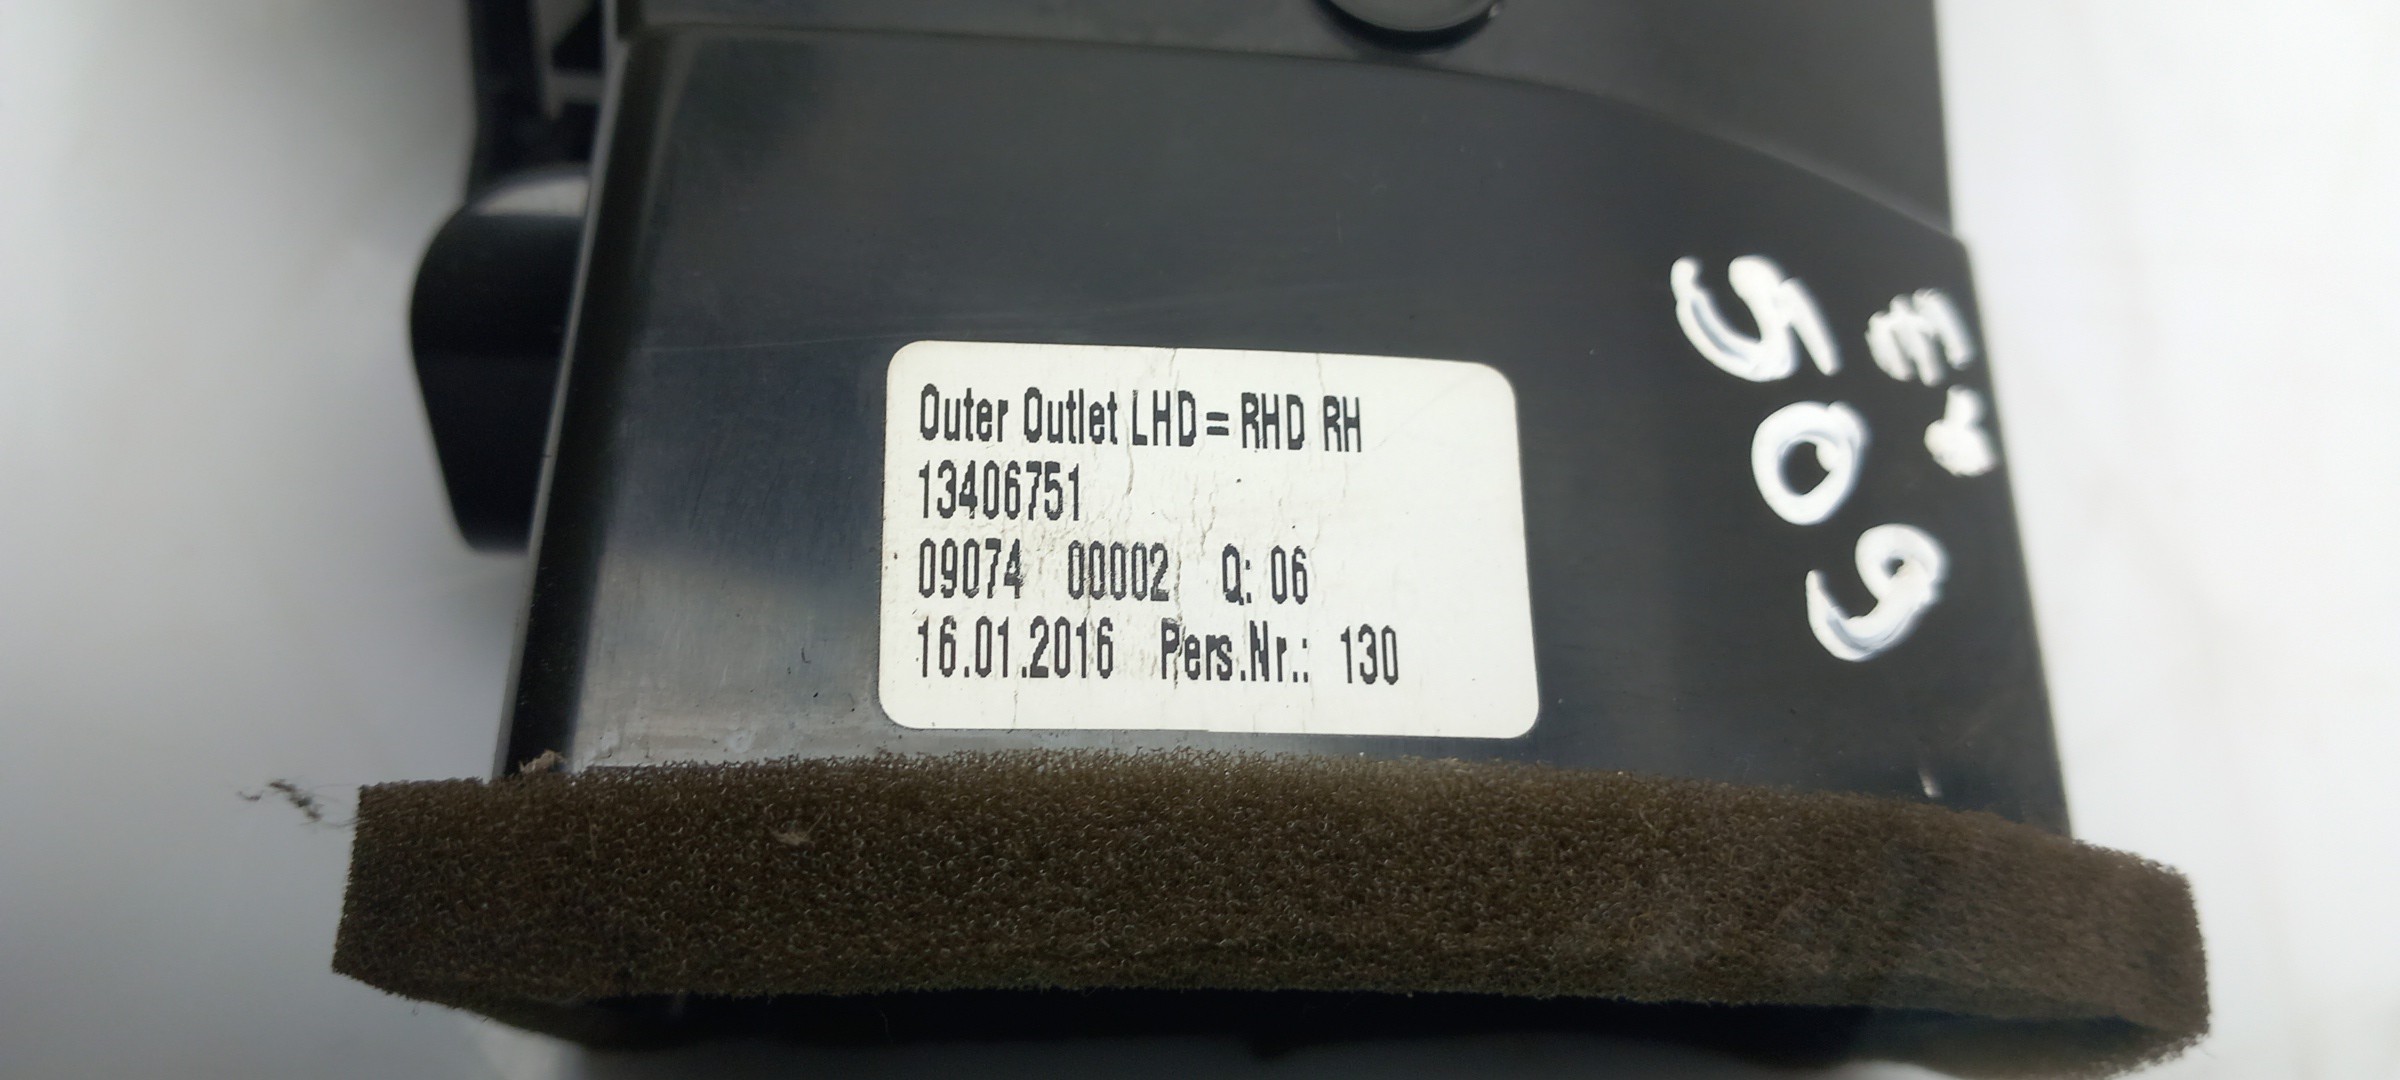 Outer Outlet LHD = RHD RH
13406751
09074 00002 Q: 06
16.01.2016 Pers.Nr.: 130
509